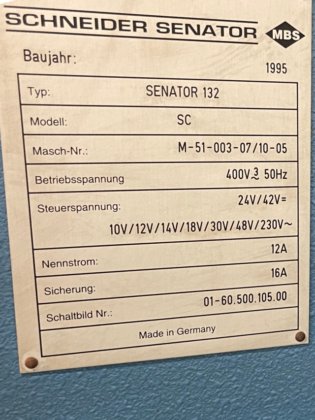 SCHNEIDER SENATOR MBS
Baujahr: 1995
Typ: SENATOR 132
Modell: SC
Masch-Nr.: M-51-003-07/10-05
Betriebsspannung 400V 3 50Hz
Steuerspannung: 24V/42V=
10V/12V/14V/18V/30V/48V/230V~
Nennstrom: 12A
Sicherung: 16A
Schaltbild Nr.: 01-60.500.105.00
Made in Germany